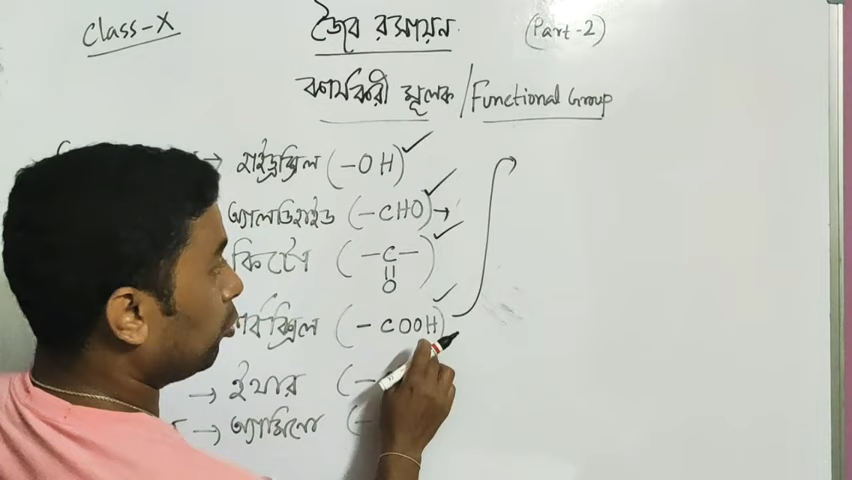 Class-X
জৈব রসায়ন
(Part-2)
কার্যকরী মূলক / Functional Group
→ হাইড্রক্সিল (-OH) ✓
অ্যালডিহাইড (-CHO) ✓ →
কিটোন (-C-) ✓
||
O
কার্বক্সিল (-COOH) ✓
→ ইথার (-
→ অ্যামিনো (-